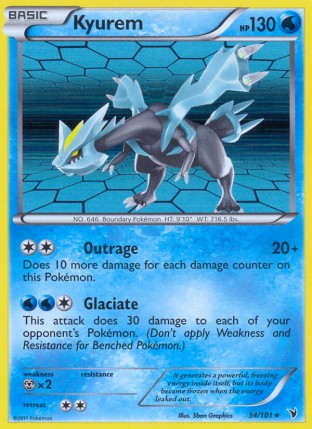 BASIC
Kyurem
HP130
NO. 646. Boundary Pokémon. HT: 9'10" WT: 716.5 lbs.
Outrage 20+
Does 10 more damage for each damage counter on
this Pokémon.
Glaciate
This attack does 30 damage to each of your
opponent's Pokémon. (Don't apply Weakness and
Resistance for Benched Pokémon.)
weakness resistance
×2
retreat
It generates a powerful, freezing
energy inside itself, but its body
became frozen when the energy
leaked out.
©2011 Pokémon
Illus. 5ban Graphics
34/101 ★